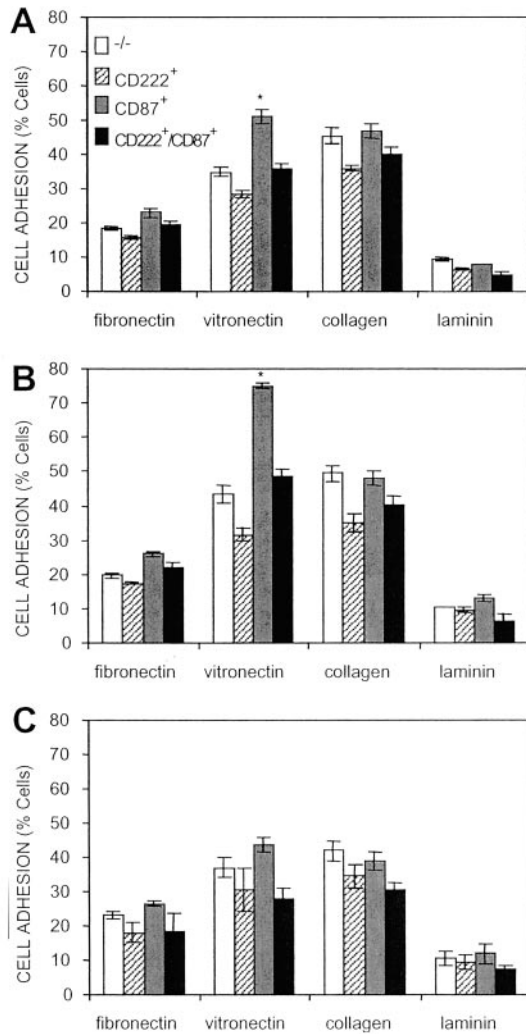 A
CELL ADHESION (% Cells)
80
70
60
50
40
30
20
10
0
-/-
CD222+
CD87+
CD222+/CD87+
*
fibronectin vitronectin collagen laminin
B
CELL ADHESION (% Cells)
80
70
60
50
40
30
20
10
0
*
fibronectin vitronectin collagen laminin
C
CELL ADHESION (% Cells)
80
70
60
50
40
30
20
10
0
fibronectin vitronectin collagen laminin